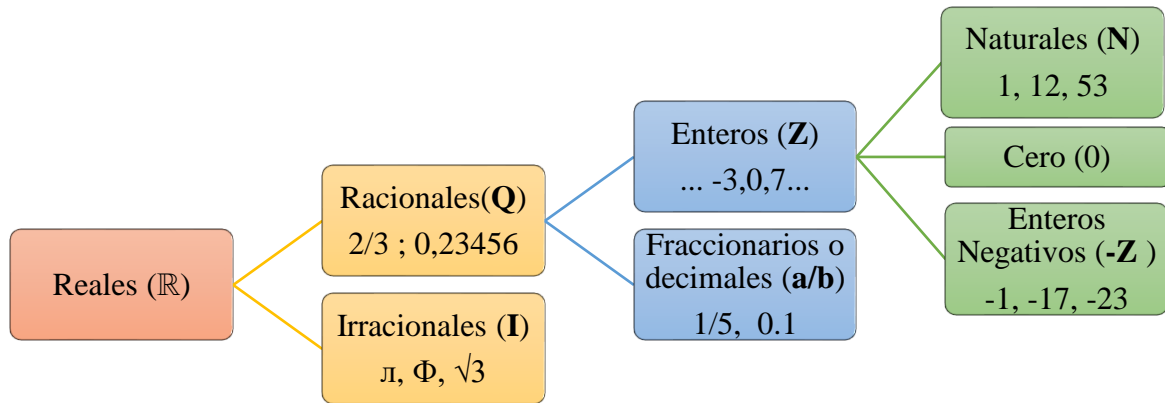 Reales (ℝ)
Racionales(Q)
2/3 ; 0,23456
Irracionales (I)
л, Φ, √3
Enteros (Z)
... -3,0,7...
Fraccionarios o
decimales (a/b)
1/5, 0.1
Naturales (N)
1, 12, 53
Cero (0)
Enteros
Negativos (-Z )
-1, -17, -23